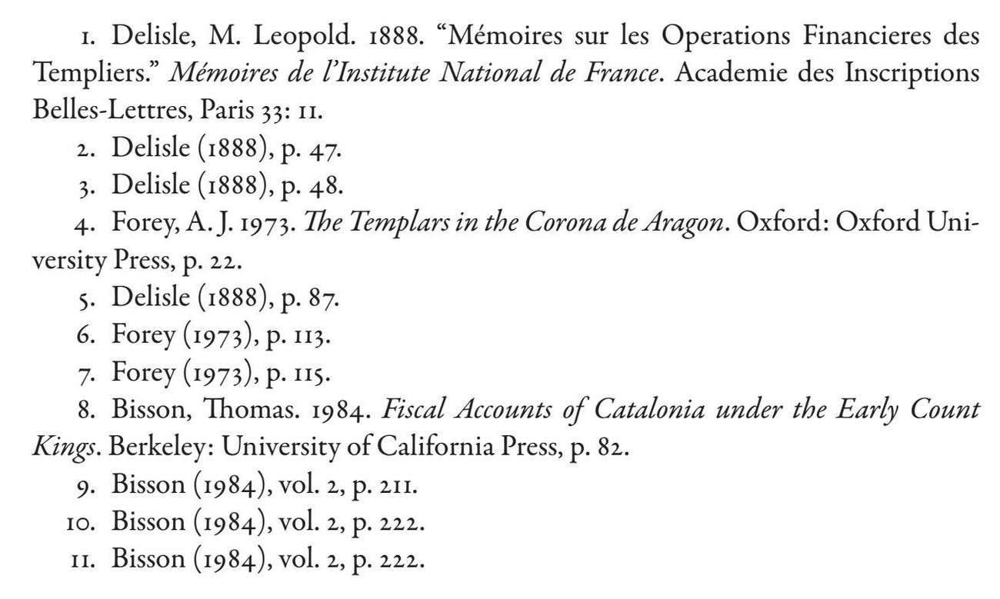 1. Delisle, M. Leopold. 1888. “Mémoires sur les Operations Financieres des
Templiers.” Mémoires de l’Institute National de France. Academie des Inscriptions
Belles-Lettres, Paris 33: 11.
2. Delisle (1888), p. 47.
3. Delisle (1888), p. 48.
4. Forey, A. J. 1973. The Templars in the Corona de Aragon. Oxford: Oxford Uni-
versity Press, p. 22.
5. Delisle (1888), p. 87.
6. Forey (1973), p. 113.
7. Forey (1973), p. 115.
8. Bisson, Thomas. 1984. Fiscal Accounts of Catalonia under the Early Count
Kings. Berkeley: University of California Press, p. 82.
9. Bisson (1984), vol. 2, p. 211.
10. Bisson (1984), vol. 2, p. 222.
11. Bisson (1984), vol. 2, p. 222.